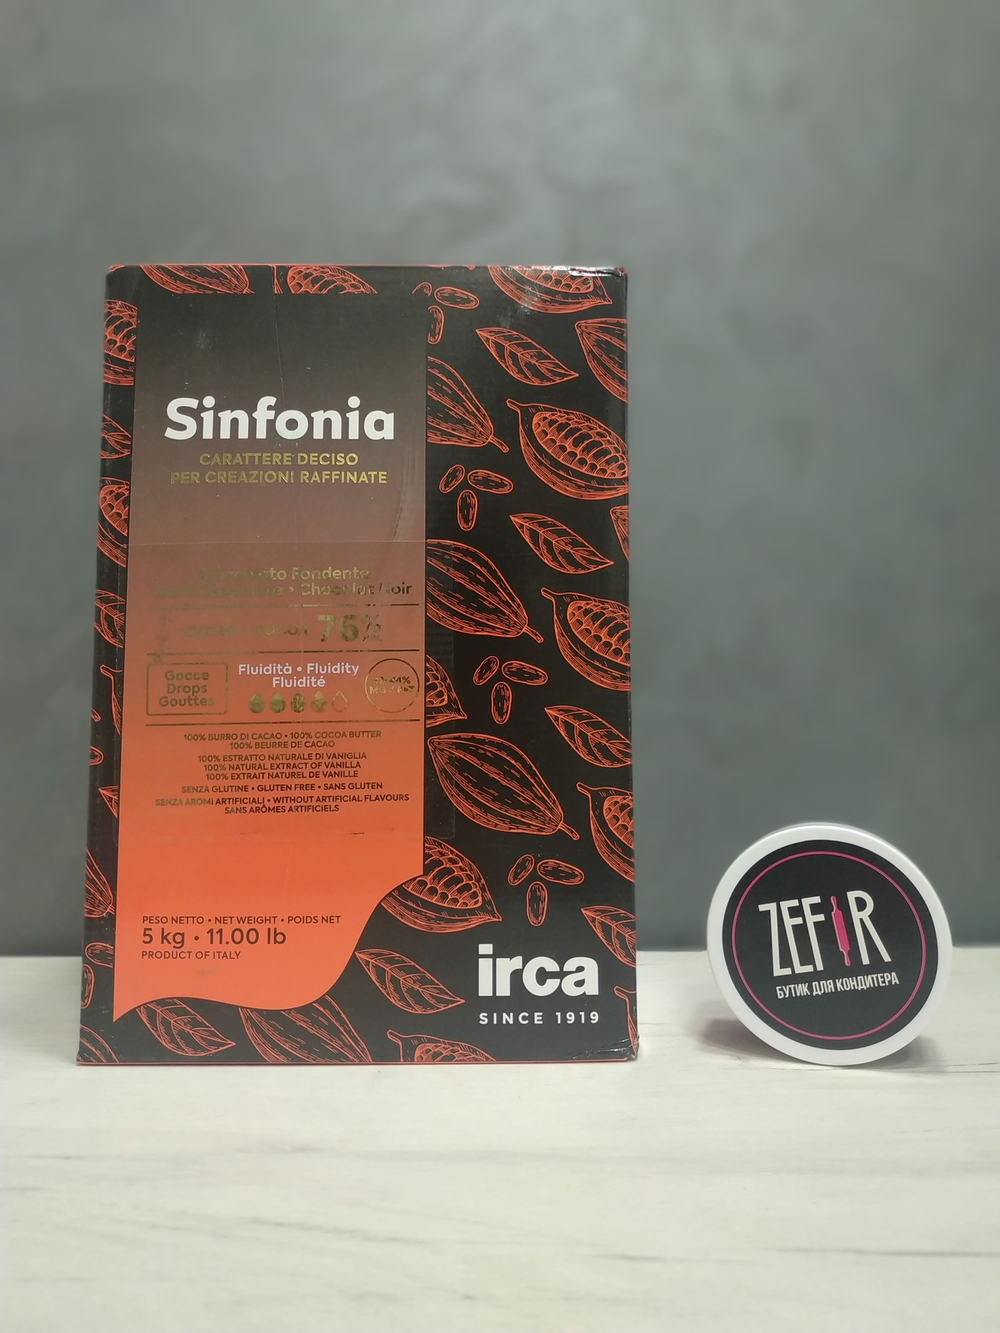 Sinfonia
CARATTERE DECISO
PER CREAZIONI RAFFINATE
Fondente
Noir
76%
Gocce
Drops
Gouttes
Fluidità • Fluidity
Fluidité
100% BURRO DI CACAO • 100% COCOA BUTTER
100% BEURRE DE CACAO
100% ESTRATTO NATURALE DI VANIGLIA
100% NATURAL EXTRACT OF VANILLA
100% EXTRAIT NATUREL DE VANILLE
SENZA GLUTINE • GLUTEN FREE • SANS GLUTEN
SENZA AROMI ARTIFICIALI • WITHOUT ARTIFICIAL FLAVOURS
SANS ARÔMES ARTIFICIELS
PESO NETTO • NET WEIGHT • POIDS NET
5 kg • 11.00 lb
PRODUCT OF ITALY
irca
SINCE 1919
ZEFIR
БУТИК ДЛЯ КОНДИТЕРА